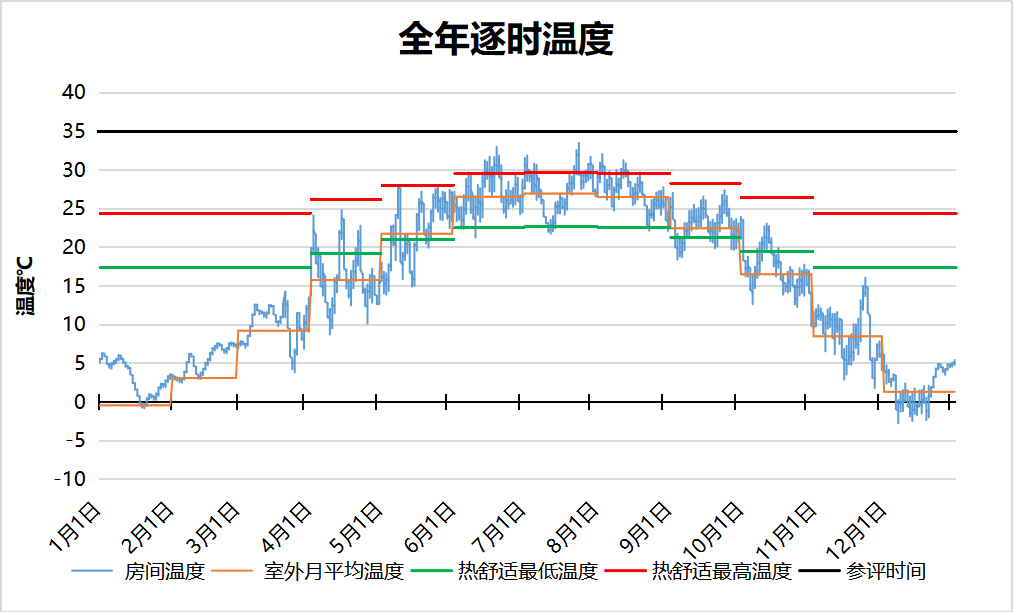 全年逐时温度
温度℃
40
35
30
25
20
15
10
5
0
-5
-10
1月1日
2月1日
3月1日
4月1日
5月1日
6月1日
7月1日
8月1日
9月1日
10月1日
11月1日
12月1日
房间温度 室外月平均温度 热舒适最低温度 热舒适最高温度 参评时间